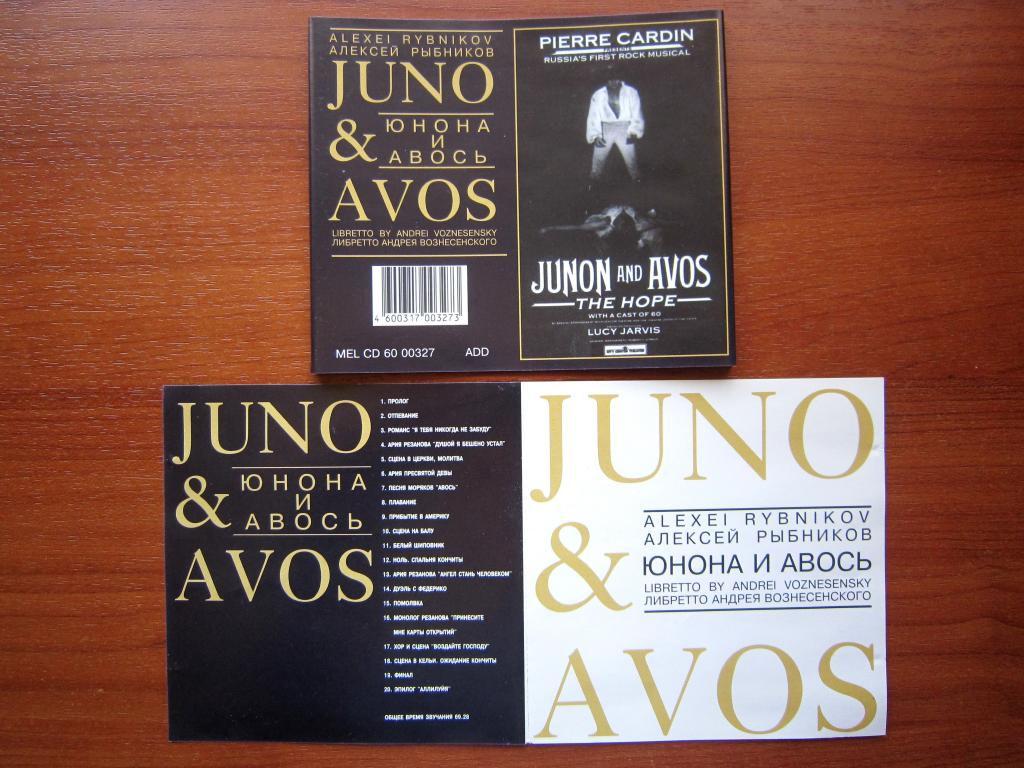 ALEXEI RYBNIKOV
АЛЕКСЕЙ РЫБНИКОВ
JUNO
&
ЮНОНА
И
АВОСЬ
AVOS
LIBRETTO BY ANDREI VOZNESENSKY
ЛИБРЕТТО АНДРЕЯ ВОЗНЕСЕНСКОГО
4 600317 003273
MEL CD 60 00327 ADD
PIERRE CARDIN
PRESENTS
RUSSIA'S FIRST ROCK MUSICAL
JUNON AND AVOS
THE HOPE
WITH A CAST OF 60
LUCY JARVIS
JUNO
&
ЮНОНА
И
АВОСЬ
AVOS
1. ПРОЛОГ
2. ОТПЕВАНИЕ
3. РОМАНС "Я ТЕБЯ НИКОГДА НЕ ЗАБУДУ"
4. АРИЯ РЕЗАНОВА "ДУШОЙ Я БЕШЕНО УСТАЛ"
5. СЦЕНА В ЦЕРКВИ, МОЛИТВА
6. АРИЯ ПРЕСВЯТОЙ ДЕВЫ
7. ПЕСНЯ МОРЯКОВ "АВОСЬ"
8. ПЛАВАНИЕ
9. ПРИБЫТИЕ В АМЕРИКУ
10. СЦЕНА НА БАЛУ
11. БЕЛЫЙ ШИПОВНИК
12. НОЛЬ. СПАЛЬНЯ КОНЧИТЫ
13. АРИЯ РЕЗАНОВА "АНГЕЛ СТАНЬ ЧЕЛОВЕКОМ"
14. ДУЭЛЬ С ФЕДЕРИКО
15. ПОМОЛВКА
16. МОНОЛОГ РЕЗАНОВА "ПРИНЕСИТЕ
МНЕ КАРТЫ ОТКРЫТИЙ"
17. ХОР И СЦЕНА "ВОЗДАЙТЕ ГОСПОДУ"
18. СЦЕНА В КЕЛЬИ. ОЖИДАНИЕ КОНЧИТЫ
19. ФИНАЛ
20. ЭПИЛОГ "АЛЛИЛУЙЯ"
ОБЩЕЕ ВРЕМЯ ЗВУЧАНИЯ 69.28
JUNO
&
ALEXEI RYBNIKOV
АЛЕКСЕЙ РЫБНИКОВ
ЮНОНА И АВОСЬ
LIBRETTO BY ANDREI VOZNESENSKY
ЛИБРЕТТО АНДРЕЯ ВОЗНЕСЕНСКОГО
AVOS